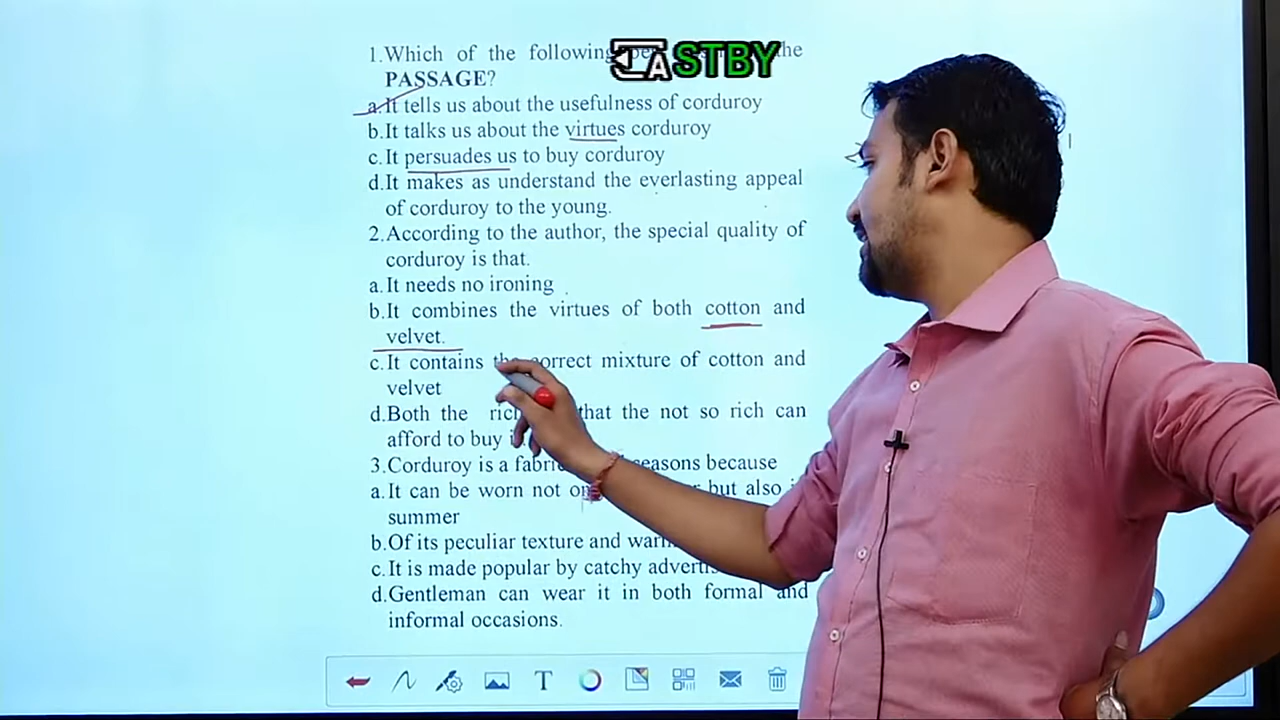 1.Which of the following the
PASSAGE?
a.It tells us about the usefulness of corduroy
b.It talks us about the virtues corduroy
c.It persuades us to buy corduroy
d.It makes as understand the everlasting appeal
of corduroy to the young.
2.According to the author, the special quality of
corduroy is that.
a.It needs no ironing
b.It combines the virtues of both cotton and
velvet.
c.It contains the correct mixture of cotton and
velvet
d.Both the that the not so rich can
afford to buy
3.Corduroy is a seasons because
a.It can be worn not but also
summer
b.Of its peculiar texture and
c.It is made popular by catchy
d.Gentleman can wear it in both formal and
informal occasions.
A STBY
T